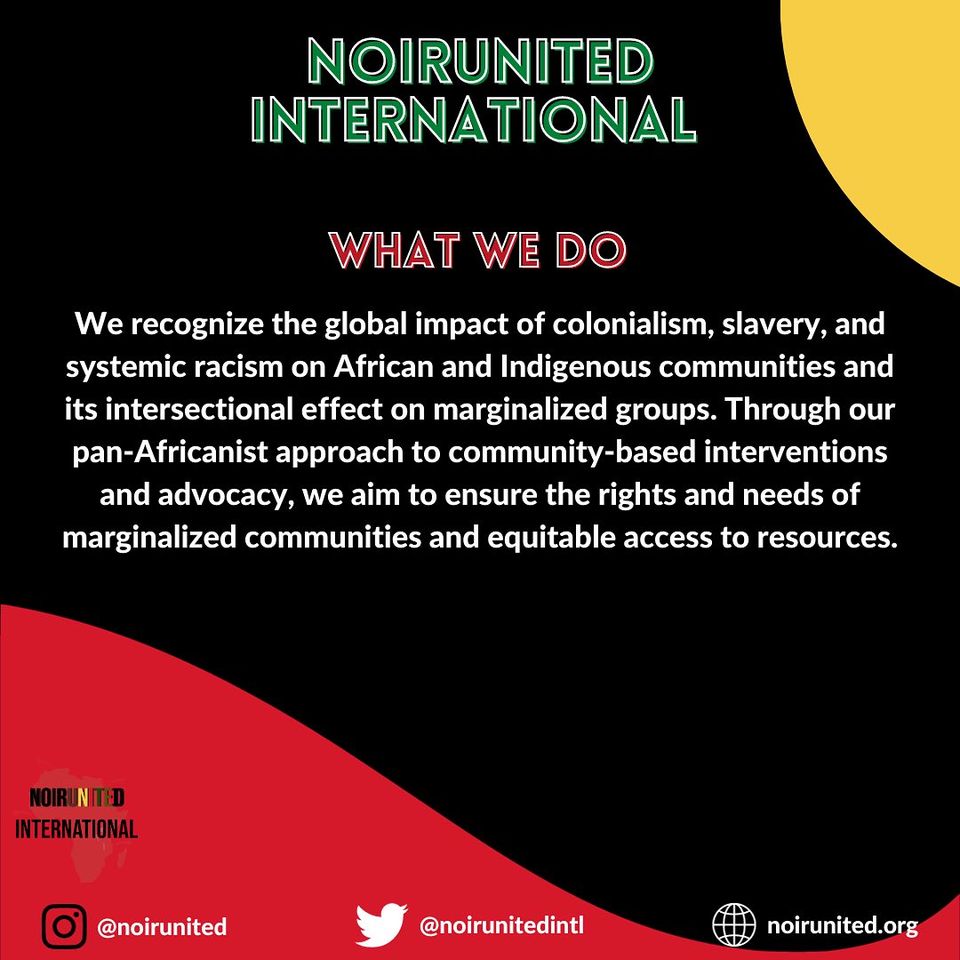 NOIRUNITED
INTERNATIONAL
WHAT WE DO
We recognize the global impact of colonialism, slavery, and
systemic racism on African and Indigenous communities and
its intersectional effect on marginalized groups. Through our
pan-Africanist approach to community-based interventions
and advocacy, we aim to ensure the rights and needs of
marginalized communities and equitable access to resources.
NOIRUNITED
INTERNATIONAL
@noirunited
@noirunitedintl
noirunited.org